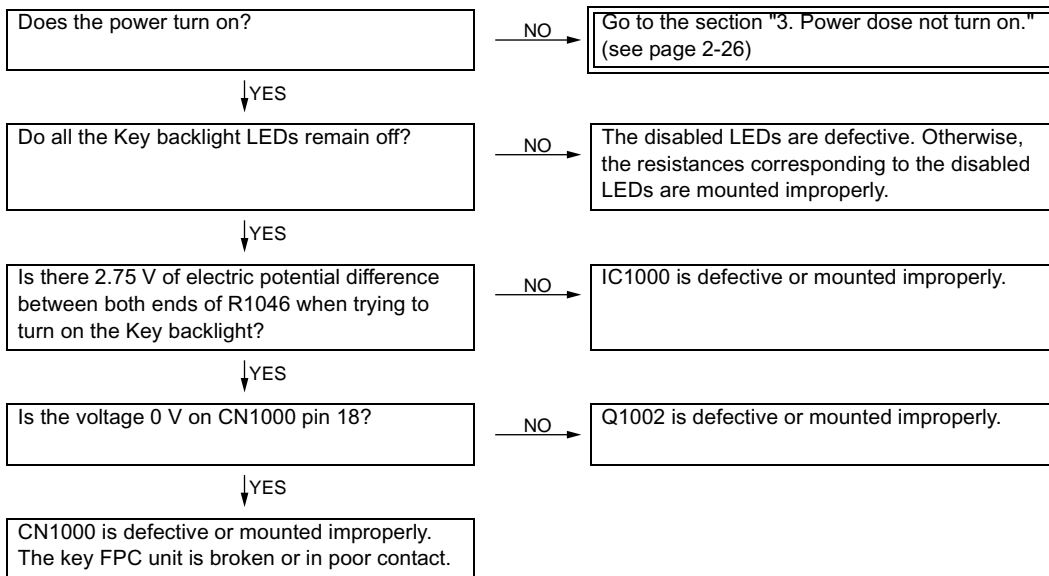 Does the power turn on?
NO
Go to the section "3. Power dose not turn on."
(see page 2-26)
YES
Do all the Key backlight LEDs remain off?
NO
The disabled LEDs are defective. Otherwise,
the resistances corresponding to the disabled
LEDs are mounted improperly.
YES
Is there 2.75 V of electric potential difference
between both ends of R1046 when trying to
turn on the Key backlight?
NO
IC1000 is defective or mounted improperly.
YES
Is the voltage 0 V on CN1000 pin 18?
NO
Q1002 is defective or mounted improperly.
YES
CN1000 is defective or mounted improperly.
The key FPC unit is broken or in poor contact.